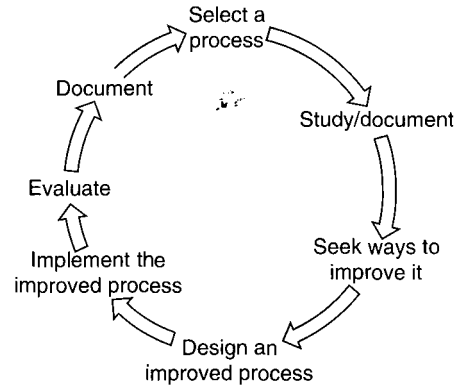 Select a
process
Study/document
Seek ways to
improve it
Design an
improved process
Implement the
improved process
Evaluate
Document